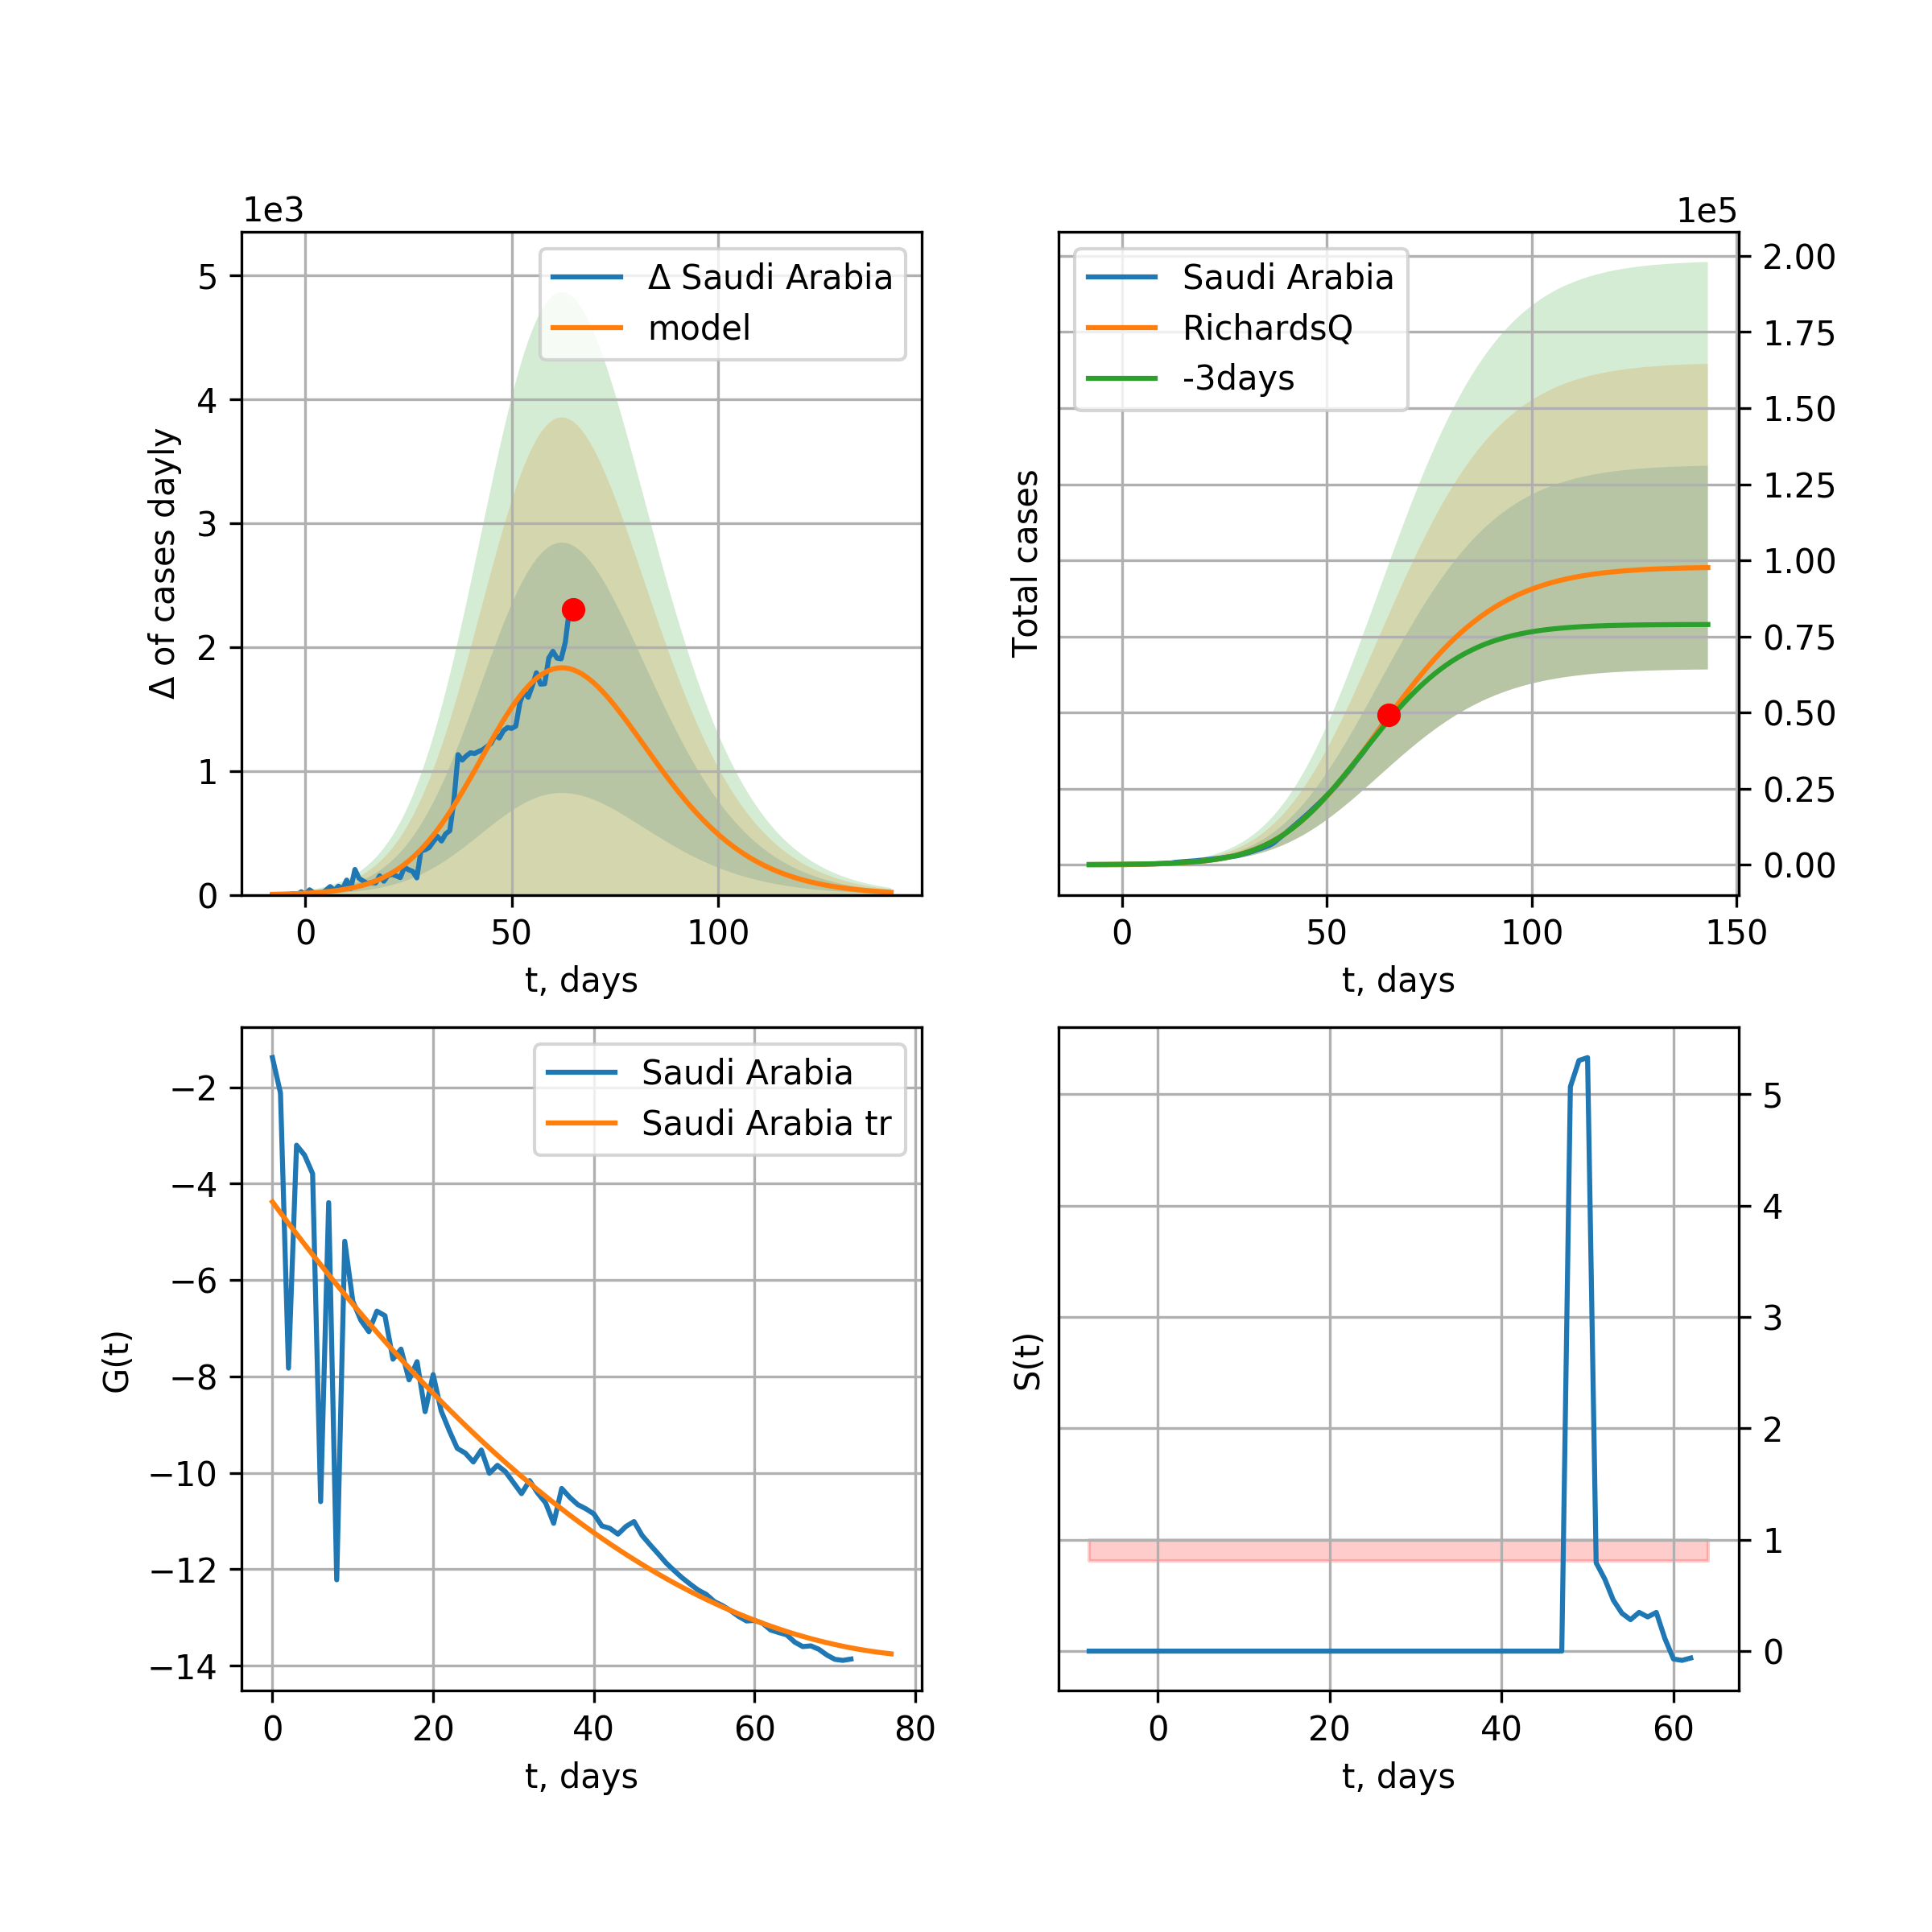 1e3
Δ of cases dayly
5
4
3
2
1
0
Δ Saudi Arabia
model
0
50
100
t, days
1e5
Total cases
Saudi Arabia
RichardsQ
-3days
2.00
1.75
1.50
1.25
1.00
0.75
0.50
0.25
0.00
0
50
100
150
t, days
G(t)
−2
−4
−6
−8
−10
−12
−14
Saudi Arabia
Saudi Arabia tr
0
20
40
60
80
t, days
S(t)
5
4
3
2
1
0
0
20
40
60
t, days